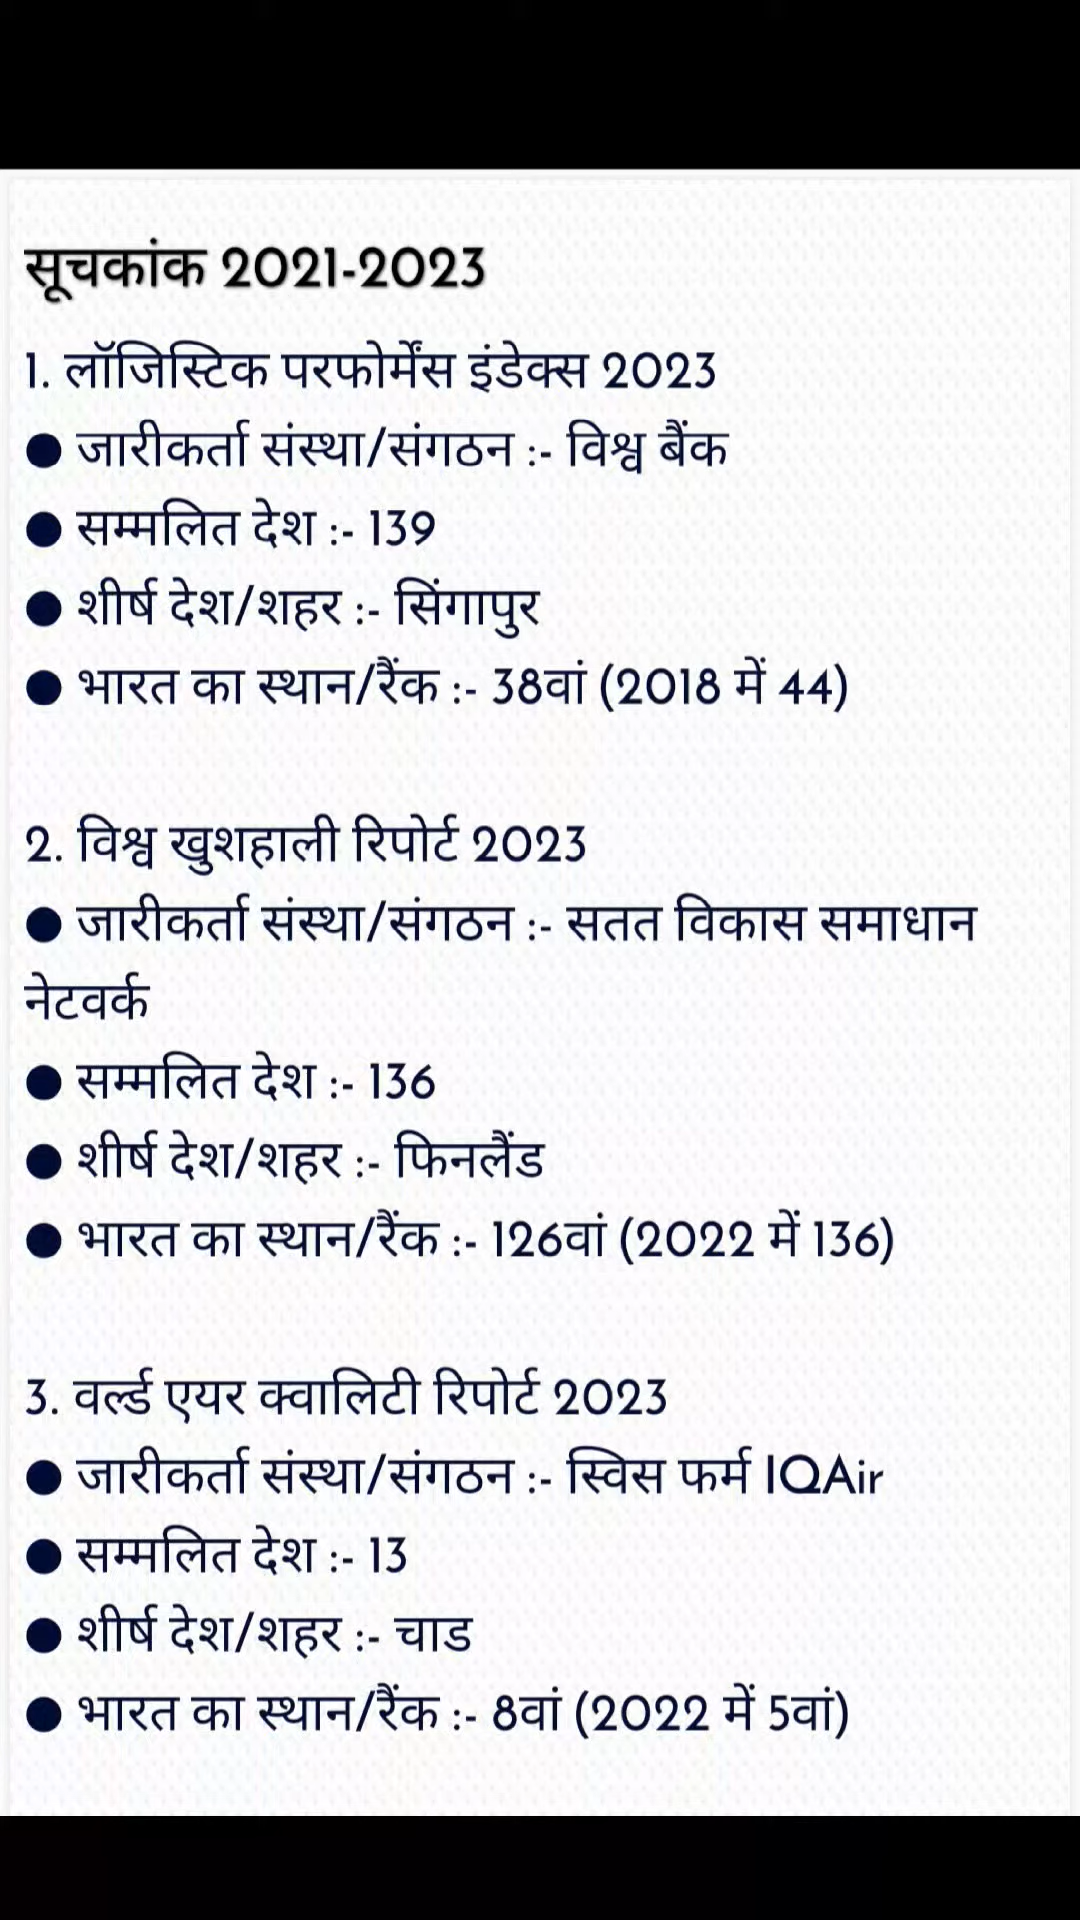 सूचकांक 2021-2023
1. लॉजिस्टिक परफोर्मेंस इंडेक्स 2023
● जारीकर्ता संस्था/संगठन :- विश्व बैंक
● सम्मलित देश :- 139
● शीर्ष देश/शहर :- सिंगापुर
● भारत का स्थान/रैंक :- 38वां (2018 में 44)
2. विश्व खुशहाली रिपोर्ट 2023
● जारीकर्ता संस्था/संगठन :- सतत विकास समाधान
नेटवर्क
● सम्मलित देश :- 136
● शीर्ष देश/शहर :- फिनलैंड
● भारत का स्थान/रैंक :- 126वां (2022 में 136)
3. वर्ल्ड एयर क्वालिटी रिपोर्ट 2023
● जारीकर्ता संस्था/संगठन :- स्विस फर्म IQAir
● सम्मलित देश :- 13
● शीर्ष देश/शहर :- चाड
● भारत का स्थान/रैंक :- 8वां (2022 में 5वां)